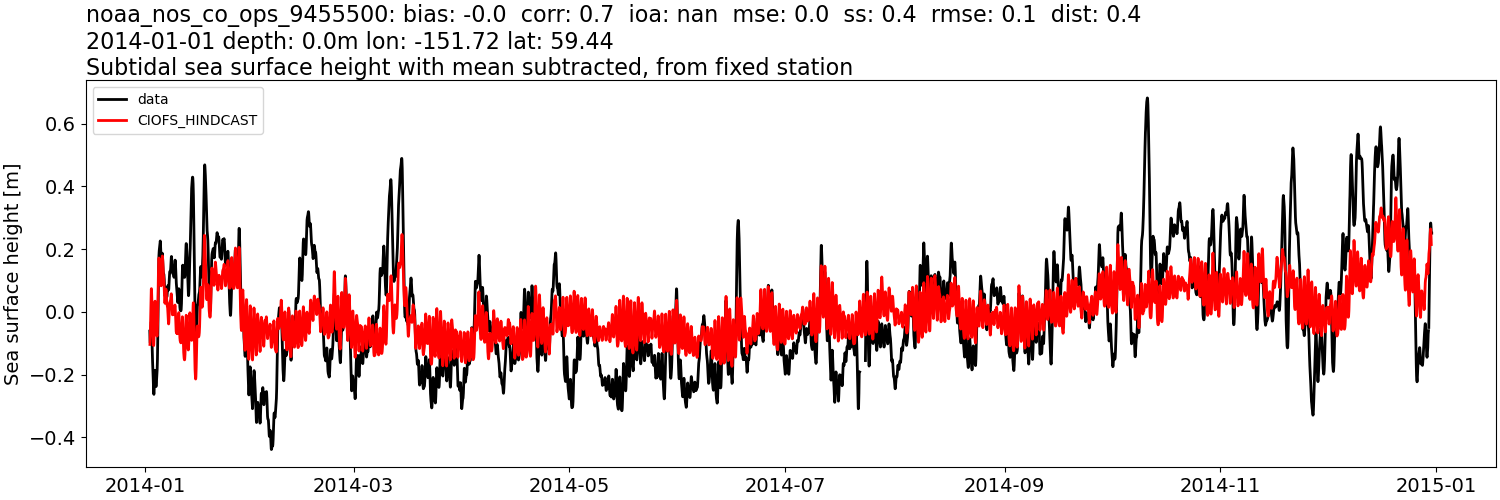 noaa_nos_co_ops_9455500: bias: -0.0  corr: 0.7  ioa: nan  mse: 0.0  ss: 0.4  rmse: 0.1  dist: 0.4
2014-01-01 depth: 0.0m lon: -151.72 lat: 59.44
Subtidal sea surface height with mean subtracted, from fixed station
data
CIOFS_HINDCAST
Sea surface height [m]
0.6
0.4
0.2
0.0
−0.2
−0.4
2014-01
2014-03
2014-05
2014-07
2014-09
2014-11
2015-01